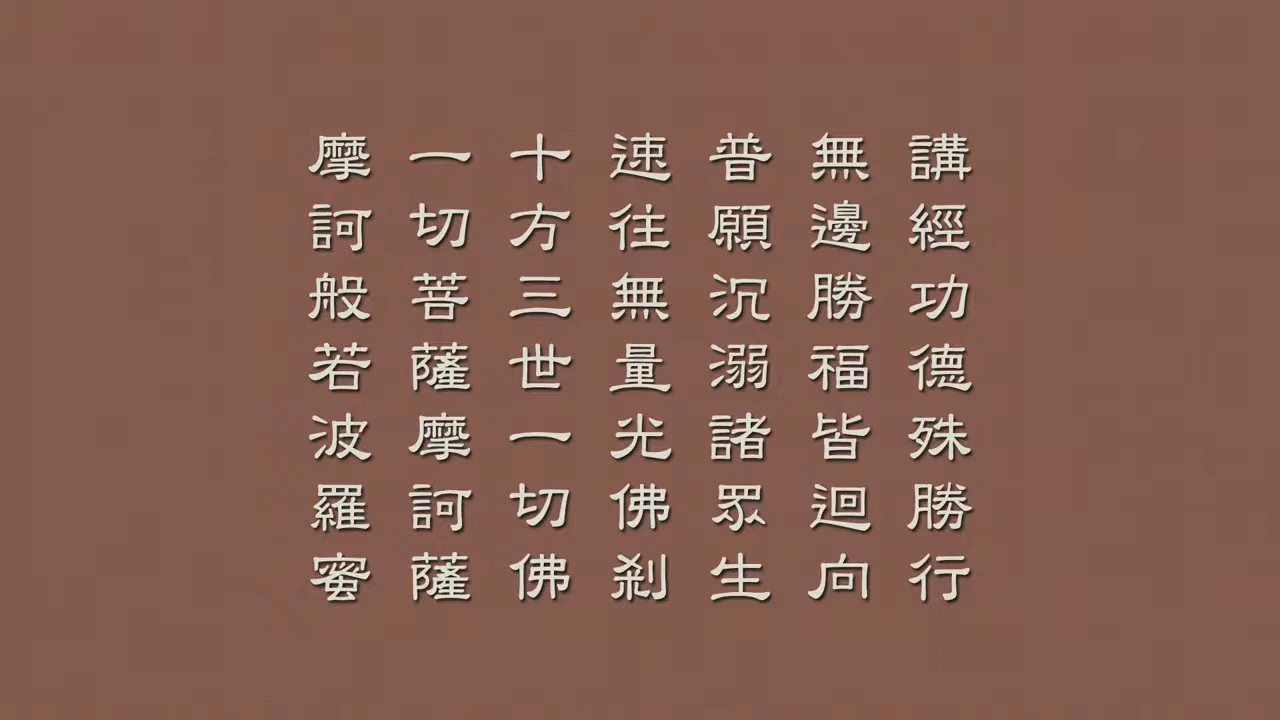 講經功德殊勝行
無邊勝福皆迴向
普願沉溺諸眾生
速往無量光佛剎
十方三世一切佛
一切菩薩摩訶薩
摩訶般若波羅蜜